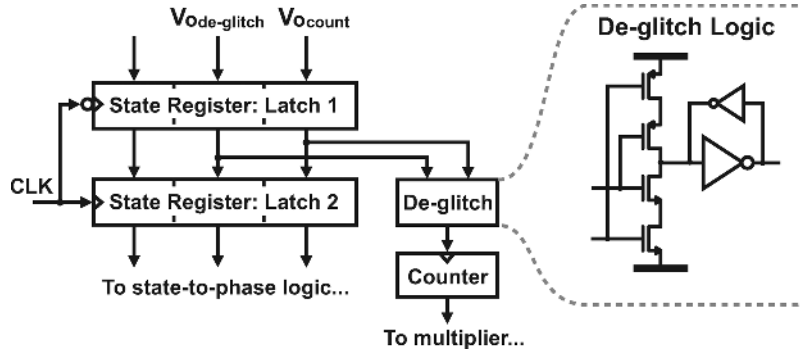 Vode-glitch Vocount
De-glitch Logic
State Register: Latch 1
CLK
State Register: Latch 2
De-glitch
Counter
To state-to-phase logic...
To multiplier...